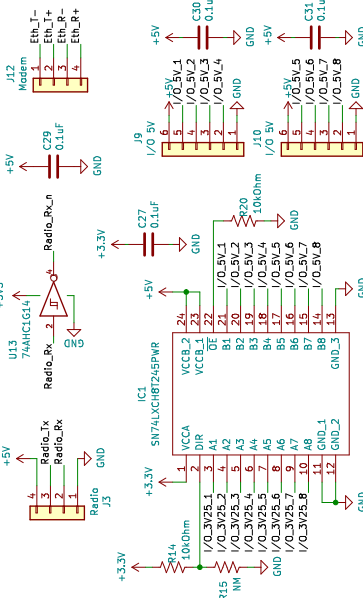 C30
0.1u
+5V
GND
C31
0.1u
+5V
GND
Eth_T-
Eth_T+
Eth_R-
Eth_R+
1
2
3
4
J12
Madem
+5V
I/O_5V_1
I/O_5V_2
I/O_5V_3
I/O_5V_4
GND
6
5
4
3
2
1
J9
I/O 5V
+5V
I/O_5V_5
I/O_5V_6
I/O_5V_7
I/O_5V_8
GND
6
5
4
3
2
1
J10
I/O 5V
C29
0.1uF
+5V
GND
Radio_Rx_n
4
2
U13
74AHC1G14
+3V3
GND
Radio_Rx
C27
0.1uF
+3.3V
GND
R20
10kOhm
GND
+5V
I/O_5V_1
I/O_5V_2
I/O_5V_3
I/O_5V_4
I/O_5V_5
I/O_5V_6
I/O_5V_7
I/O_5V_8
GND
24
23
22
21
20
19
18
17
16
15
14
13
VCCB_2
VCCB_1
OE
B1
B2
B3
B4
B5
B6
B7
B8
GND_3
IC1
SN74LXCH8T245PWR
VCCA
DIR
A1
A2
A3
A4
A5
A6
A7
A8
GND_1
GND_2
1
2
3
4
5
6
7
8
9
10
11
12
+3.3V
I/O_3V25_1
I/O_3V25_2
I/O_3V25_3
I/O_3V25_4
I/O_3V25_5
I/O_3V25_6
I/O_3V25_7
I/O_3V25_8
GND
+5V
Radio_Tx
Radio_Rx
GND
4
3
2
1
Radio
J3
R14
10kOhm
+3.3V
R15
NM
GND